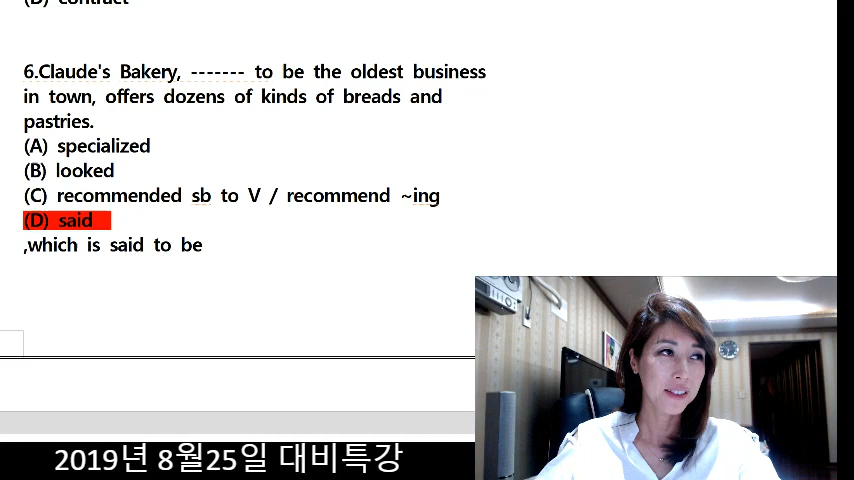 (D) contract
6.Claude's Bakery, ------- to be the oldest business
in town, offers dozens of kinds of breads and
pastries.
(A) specialized
(B) looked
(C) recommended sb to V / recommend ~ing
(D) said
,which is said to be
2019년 8월25일 대비특강